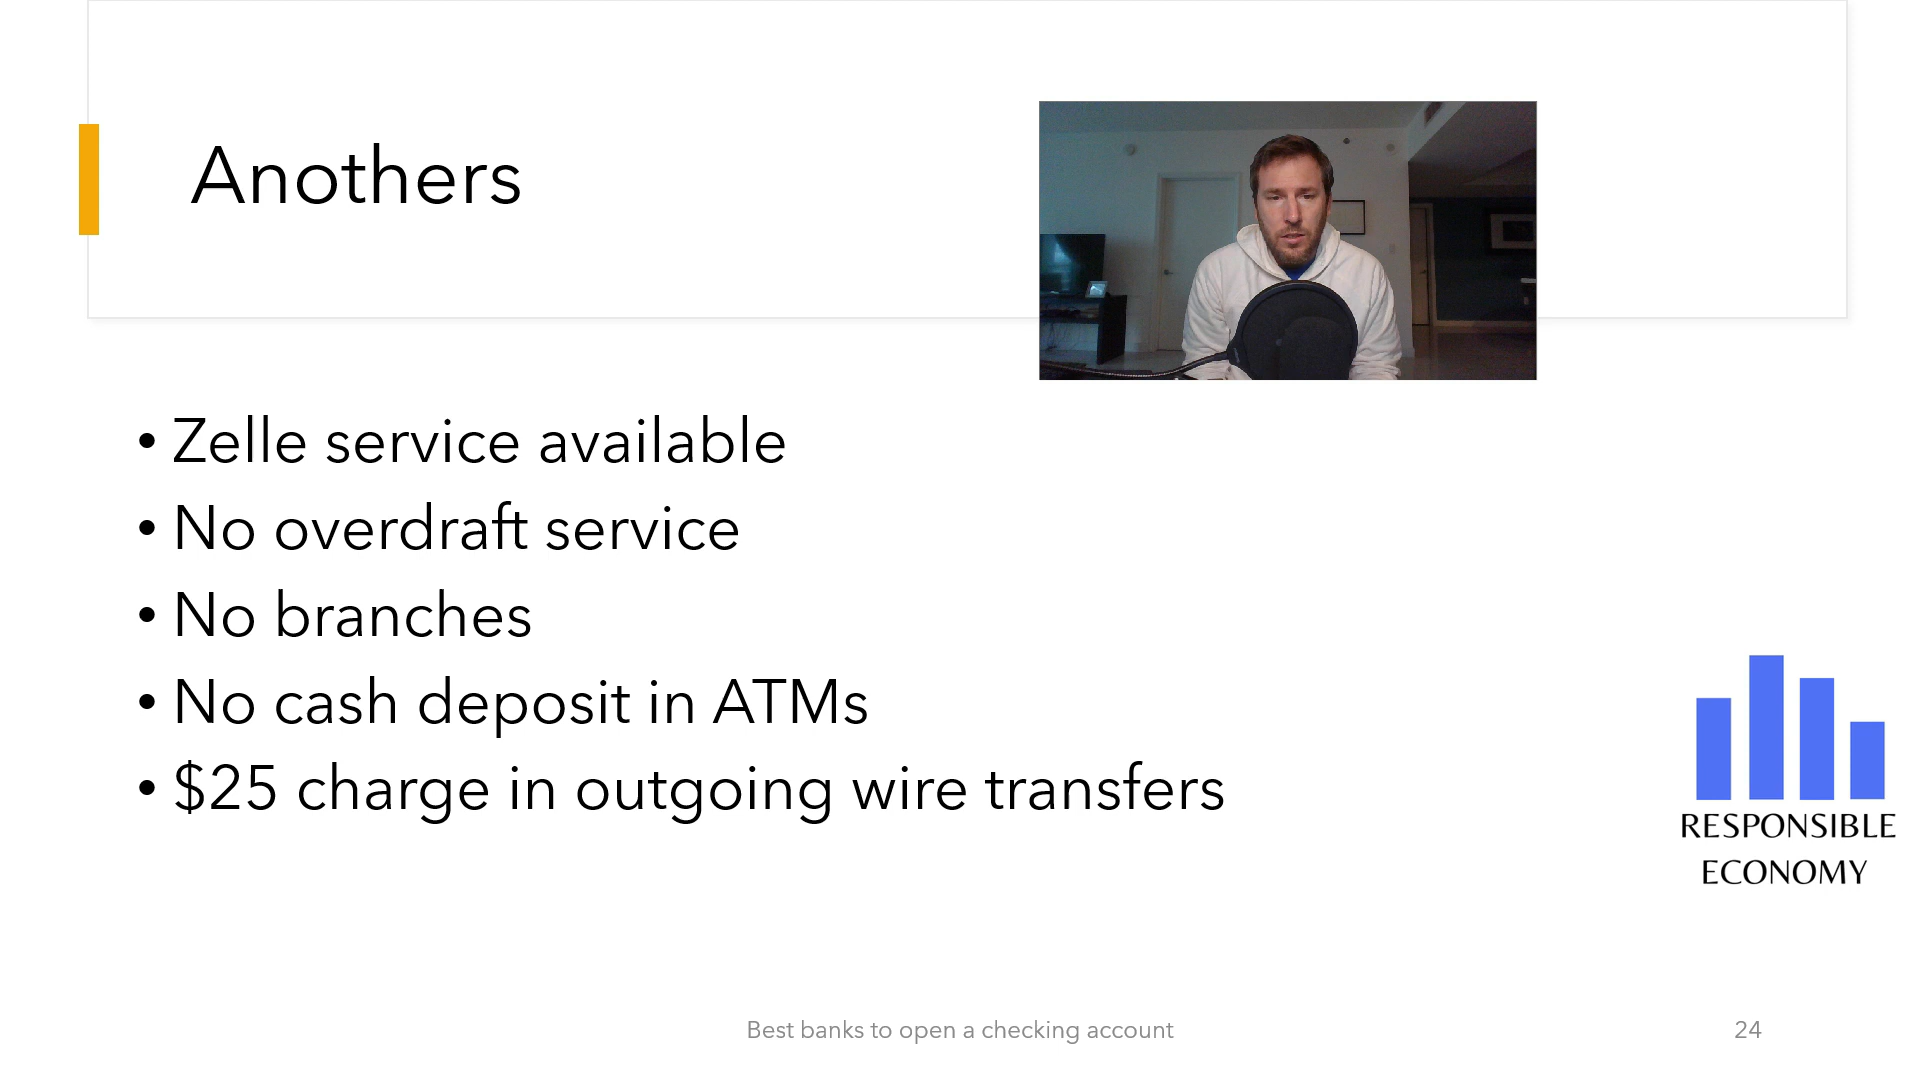 Anothers
• Zelle service available
• No overdraft service
• No branches
• No cash deposit in ATMs
• $25 charge in outgoing wire transfers
RESPONSIBLE
ECONOMY
Best banks to open a checking account
24